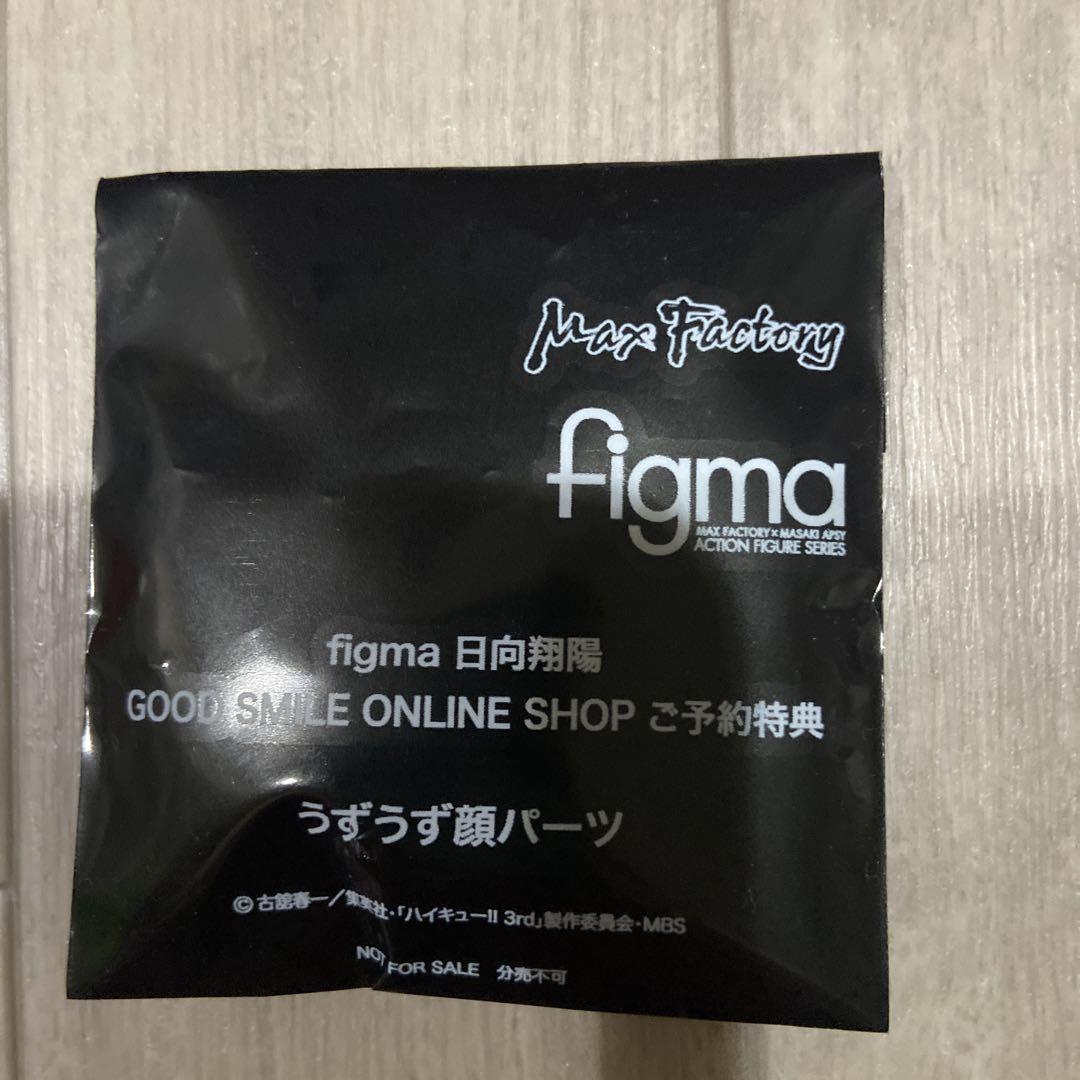 Max Factory
figma
MAX FACTORY×MASAKI APSY
ACTION FIGURE SERIES
figma 日向翔陽
GOOD SMILE ONLINE SHOP ご予約特典
うずうず顔パーツ
©古舘春一/集英社・「ハイキュー!! 3rd」製作委員会・MBS
NOT FOR SALE 分売不可